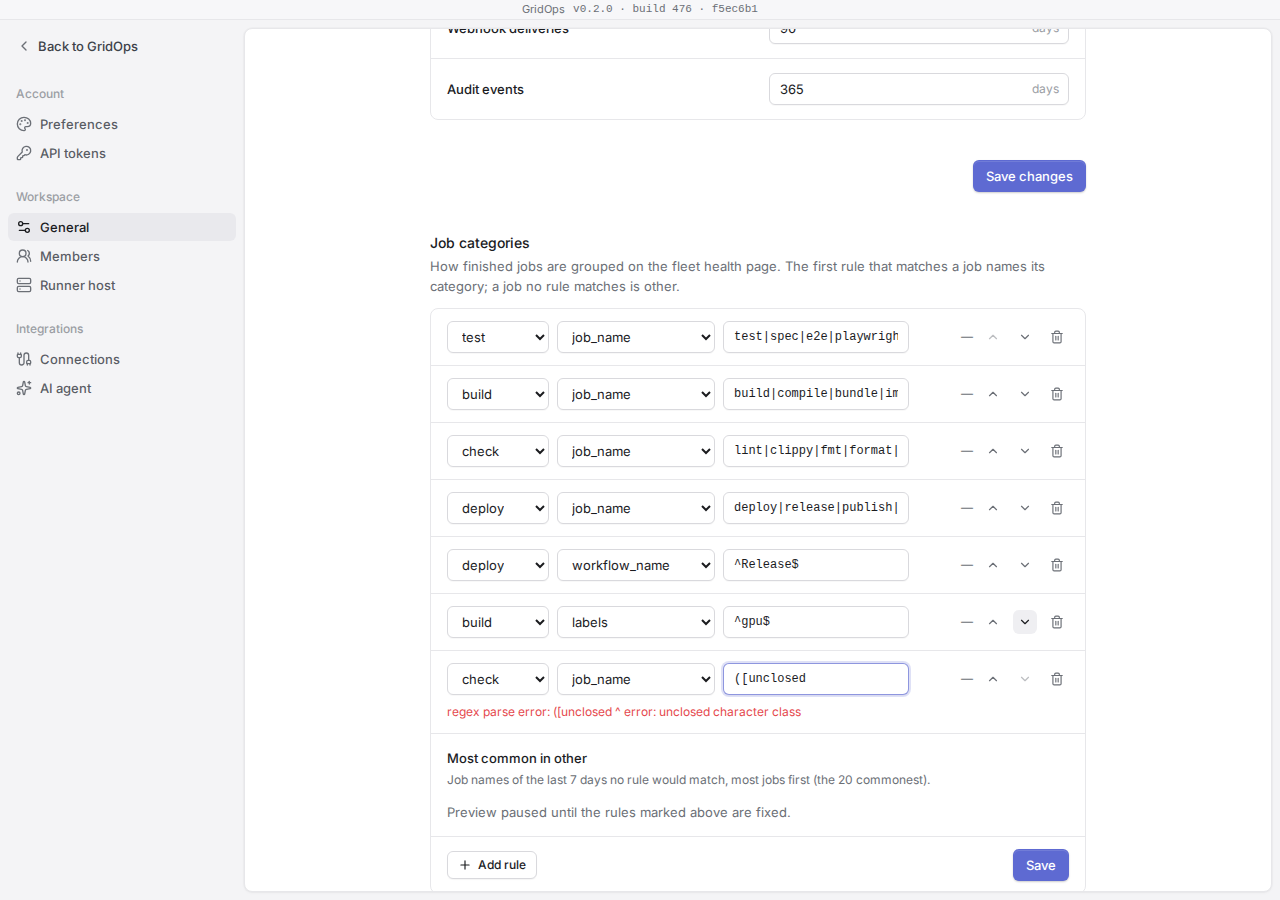 GridOps v0.2.0 · build 476 · f5ec6b1
Back to GridOps
Account
Preferences
API tokens
Workspace
General
Members
Runner host
Integrations
Connections
AI agent
Webhook deliveries 90 days
Audit events 365 days
Save changes
Job categories
How finished jobs are grouped on the fleet health page. The first rule that matches a job names its
category; a job no rule matches is other.
test job_name test|spec|e2e|playwrigh —
build job_name build|compile|bundle|im —
check job_name lint|clippy|fmt|format| —
deploy job_name deploy|release|publish| —
deploy workflow_name ^Release$ —
build labels ^gpu$ —
check job_name ([unclosed —
regex parse error: ([unclosed ^ error: unclosed character class
Most common in other
Job names of the last 7 days no rule would match, most jobs first (the 20 commonest).
Preview paused until the rules marked above are fixed.
Add rule
Save